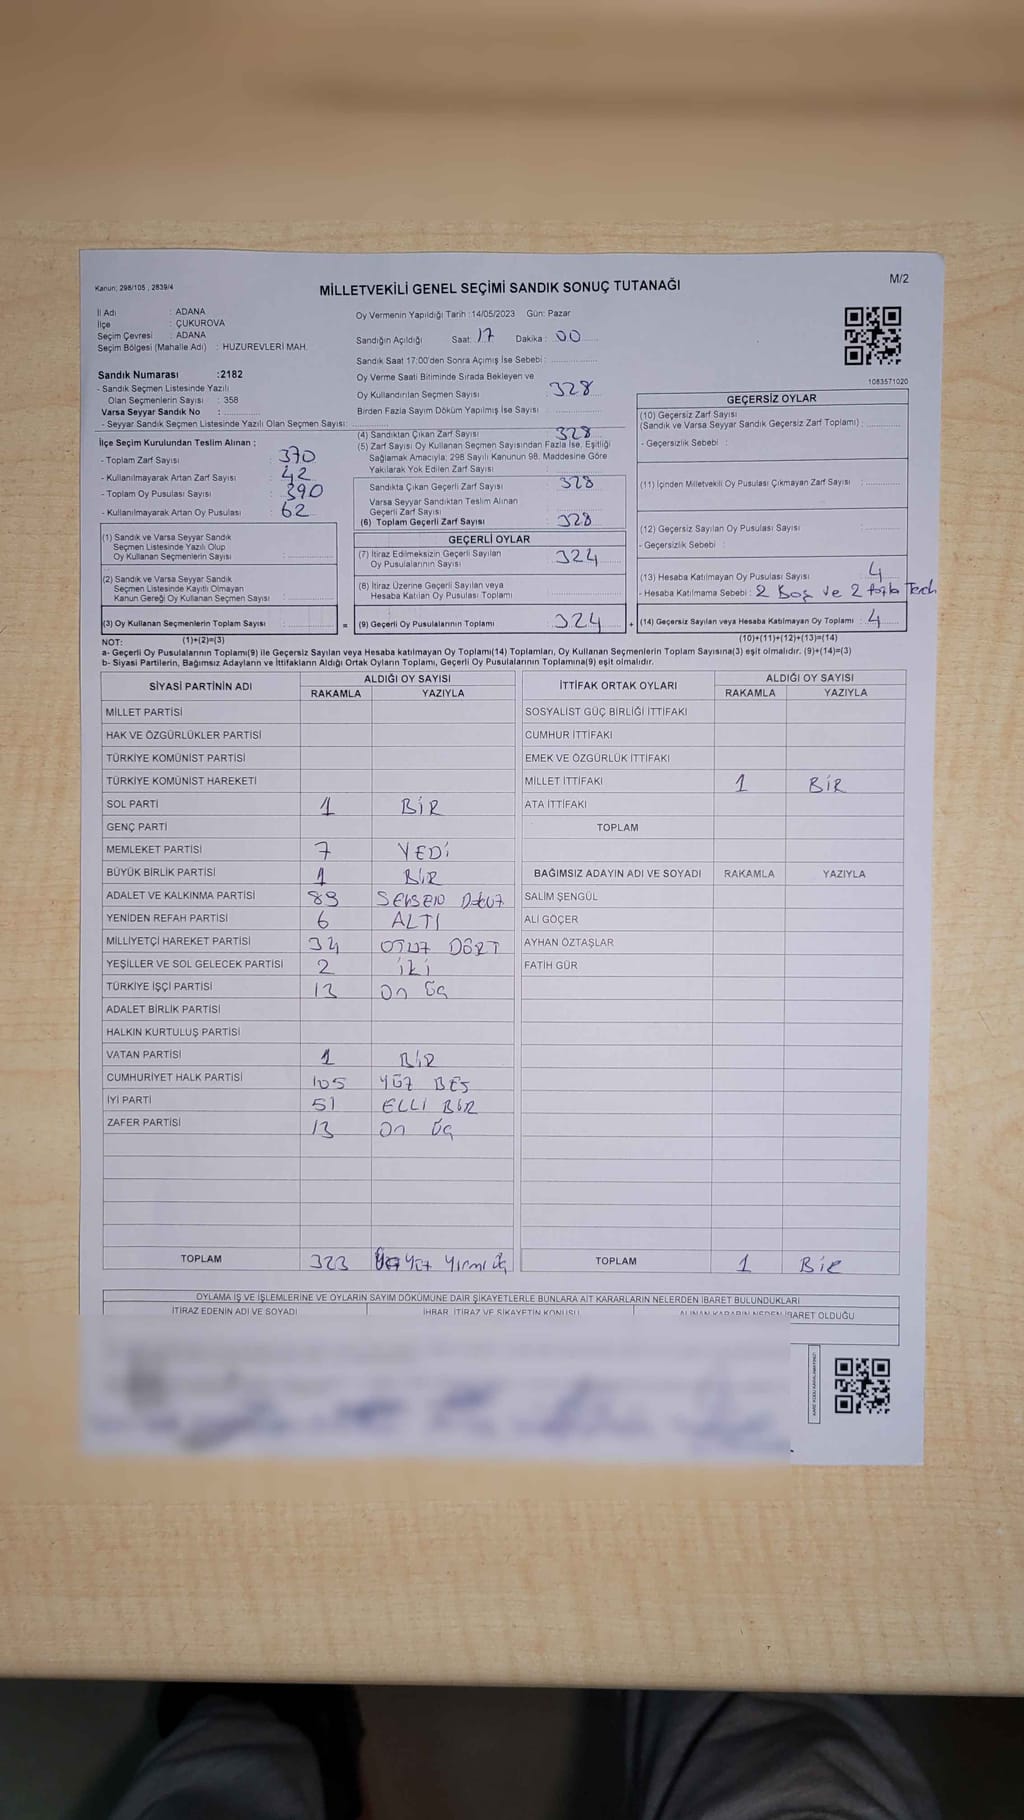 Kanun; 298/105 , 2839/4
MİLLETVEKİLİ GENEL SEÇİMİ SANDIK SONUÇ TUTANAĞI
M/2
İl Adı : ADANA
İlçe : ÇUKUROVA
Seçim Çevresi : ADANA
Seçim Bölgesi (Mahalle Adı) : HUZUREVLERİ MAH.
Sandık Numarası :2182
- Sandık Seçmen Listesinde Yazılı
Olan Seçmenlerin Sayısı : 358
Varsa Seyyar Sandık No :
- Seyyar Sandık Seçmen Listesinde Yazılı Olan Seçmen Sayısı:
İlçe Seçim Kurulundan Teslim Alınan ;
- Toplam Zarf Sayısı : 370
- Kullanılmayarak Artan Zarf Sayısı : 42
- Toplam Oy Pusulası Sayısı : 390
- Kullanılmayarak Artan Oy Pusulası : 62
(1) Sandık ve Varsa Seyyar Sandık
Seçmen Listesinde Yazılı Olup
Oy Kullanan Seçmenlerin Sayısı :
(2) Sandık ve Varsa Seyyar Sandık
Seçmen Listesinde Kayıtlı Olmayan
Kanun Gereği Oy Kullanan Seçmen Sayısı :
(3) Oy Kullanan Seçmenlerin Toplam Sayısı : =
(1)+(2)=(3)
Oy Vermenin Yapıldığı Tarih :14/05/2023 Gün: Pazar
Sandığın Açıldığı Saat: 17 Dakika : 00
Sandık Saat 17:00'den Sonra Açımış İse Sebebi :
Oy Verme Saati Bitiminde Sırada Bekleyen ve
Oy Kullandırılan Seçmen Sayısı : 328
Birden Fazla Sayım Döküm Yapılmış İse Sayısı :
(4) Sandıktan Çıkan Zarf Sayısı : 328
(5) Zarf Sayısı Oy Kullanan Seçmen Sayısından Fazla İse, Eşitliği
Sağlamak Amacıyla; 298 Sayılı Kanunun 98. Maddesine Göre
Yakılarak Yok Edilen Zarf Sayısı :
Sandıkta Çıkan Geçerli Zarf Sayısı : 328
Varsa Seyyar Sandıktan Teslim Alınan
Geçerli Zarf Sayısı :
(6) Toplam Geçerli Zarf Sayısı : 328
GEÇERLİ OYLAR
(7) İtiraz Edilmeksizin Geçerli Sayılan
Oy Pusulalarının Sayısı : 324
(8) İtiraz Üzerine Geçerli Sayılan veya
Hesaba Katılan Oy Pusulası Toplamı :
(9) Geçerli Oy Pusulalarının Toplamı : 324 +
1083571020
GEÇERSİZ OYLAR
(10) Geçersiz Zarf Sayısı
(Sandık ve Varsa Seyyar Sandık Geçersiz Zarf Toplamı) :
- Geçersizlik Sebebi :
(11) İçinden Milletvekili Oy Pusulası Çıkmayan Zarf Sayısı :
(12) Geçersiz Sayılan Oy Pusulası Sayısı :
- Geçersizlik Sebebi :
(13) Hesaba Katılmayan Oy Pusulası Sayısı : 4
- Hesaba Katılmama Sebebi : 2 Boş ve 2 fazla Terch
(14) Geçersiz Sayılan veya Hesaba Katılmayan Oy Toplamı : 4
(10)+(11)+(12)+(13)=(14)
NOT:
a- Geçerli Oy Pusulalarının Toplamı(9) ile Geçersiz Sayılan veya Hesaba katılmayan Oy Toplamı(14) Toplamları, Oy Kullanan Seçmenlerin Toplam Sayısına(3) eşit olmalıdır. (9)+(14)=(3)
b- Siyasi Partilerin, Bağımsız Adayların ve İttifakların Aldığı Ortak Oyların Toplamı, Geçerli Oy Pusulalarının Toplamına(9) eşit olmalıdır.
SİYASİ PARTİNİN ADI ALDIĞI OY SAYISI
RAKAMLA YAZIYLA
MİLLET PARTİSİ
HAK VE ÖZGÜRLÜKLER PARTİSİ
TÜRKİYE KOMÜNİST PARTİSİ
TÜRKİYE KOMÜNİST HAREKETİ
SOL PARTİ 1 BİR
GENÇ PARTİ
MEMLEKET PARTİSİ 7 YEDİ
BÜYÜK BİRLİK PARTİSİ 1 BİR
ADALET VE KALKINMA PARTİSİ 89 SEKSEN DOKUZ
YENİDEN REFAH PARTİSİ 6 ALTI
MİLLİYETÇİ HAREKET PARTİSİ 34 OTUZ DÖRT
YEŞİLLER VE SOL GELECEK PARTİSİ 2 İKİ
TÜRKİYE İŞÇİ PARTİSİ 13 On Üç
ADALET BİRLİK PARTİSİ
HALKIN KURTULUŞ PARTİSİ
VATAN PARTİSİ 1 BİR
CUMHURİYET HALK PARTİSİ 105 YÜZ BEŞ
İYİ PARTİ 51 ELLİ BİR
ZAFER PARTİSİ 13 On Üç
TOPLAM 323 Üç Yüz Yirmi Üç
İTTİFAK ORTAK OYLARI ALDIĞI OY SAYISI
RAKAMLA YAZIYLA
SOSYALİST GÜÇ BİRLİĞİ İTTİFAKI
CUMHUR İTTİFAKI
EMEK VE ÖZGÜRLÜK İTTİFAKI
MİLLET İTTİFAKI 1 BİR
ATA İTTİFAKI
TOPLAM
BAĞIMSIZ ADAYIN ADI VE SOYADI RAKAMLA YAZIYLA
SALİM ŞENGÜL
ALİ GÖÇER
AYHAN ÖZTAŞLAR
FATİH GÜR
TOPLAM 1 BİR
OYLAMA İŞ VE İŞLEMLERİNE VE OYLARIN SAYIM DÖKÜMÜNE DAİR ŞİKAYETLERLE BUNLARA AİT KARARLARIN NELERDEN İBARET BULUNDUKLARI
İTİRAZ EDENİN ADI VE SOYADI İHBAR, İTİRAZ VE ŞİKAYETİN KONUSU ALINAN KARARIN NEDEN İBARET OLDUĞU